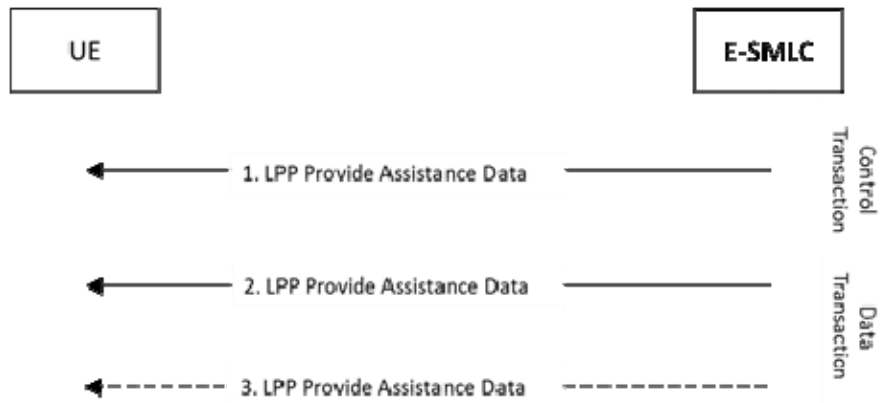 UE
E-SMLC
1. LPP Provide Assistance Data
Control
Transaction
2. LPP Provide Assistance Data
Data
Transaction
3. LPP Provide Assistance Data